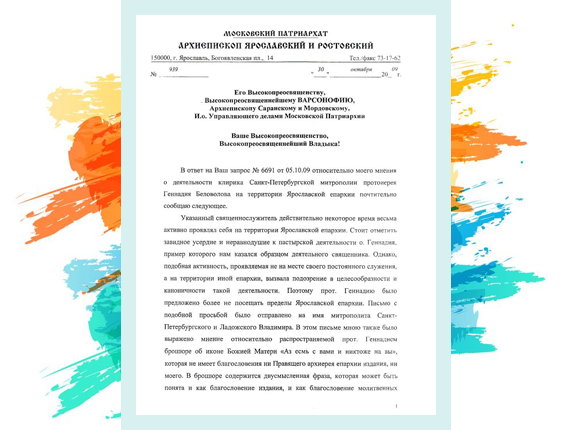 МОСКОВСКИЙ ПАТРИАРХАТ
АРХИЕПИСКОП ЯРОСЛАВСКИЙ И РОСТОВСКИЙ
150000, г. Ярославль, Богоявленская пл., 14 Тел./факс 73-17-62
№ 939 „ 30 „ октября 20 09 г.
Его Высокопреосвященству,
Высокопреосвященнейшему ВАРСОНОФИЮ,
Архиепископу Саранскому и Мордовскому,
И.о. Управляющего делами Московской Патриархии
Ваше Высокопреосвященство,
Высокопреосвященнейший Владыка!
В ответ на Ваш запрос № 6691 от 05.10.09 относительно моего мнения
о деятельности клирика Санкт-Петербургской митрополии протоиерея
Геннадия Беловолова на территории Ярославской епархии почтительно
сообщаю следующее.
Указанный священнослужитель действительно некоторое время весьма
активно проявлял себя на территории Ярославской епархии. Стоит отметить
завидное усердие и неравнодушие к пастырской деятельности о. Геннадия,
пример которого нам казался образцом деятельного священника. Однако,
подобная активность, проявляемая не на месте своего постоянного служения,
а на территории иной епархии, вызвала подозрение в целесообразности и
каноничности такой деятельности. Поэтому прот. Геннадию было
предложено более не посещать пределы Ярославской епархии. Письмо с
подобной просьбой было отправлено на имя митрополита Санкт-
Петербургского и Ладожского Владимира. В этом письме мною также было
выражено мнение относительно распространяемой прот. Геннадием
брошюре об иконе Божией Матери «Аз есмь с вами и никтоже на вы»,
которая не имеет благословения ни Правящего архиерея епархии издания, ни
моего. В брошюре содержится двусмысленная фраза, которая может быть
понята и как благословение издания, и как благословение молитвенных
1